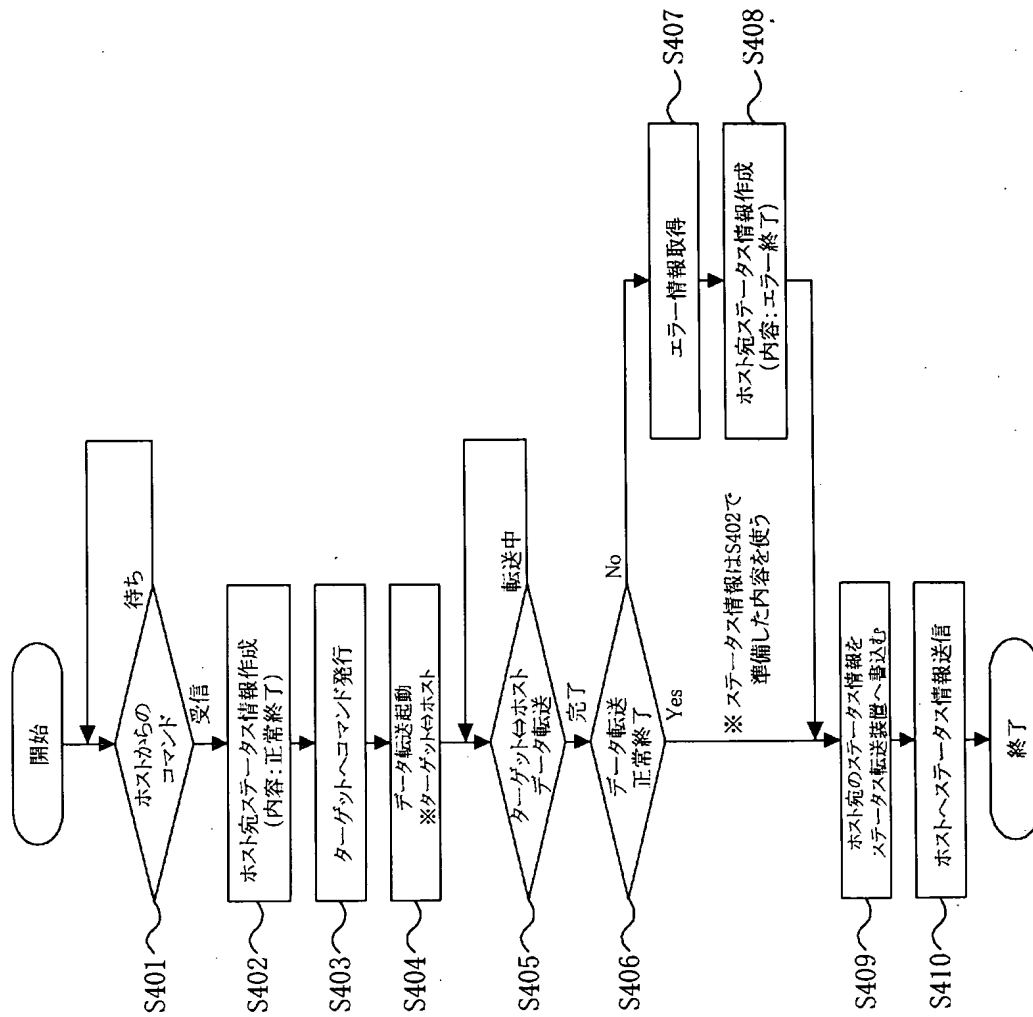 開始
ホストからの
コマンド
待ち
受信
S401
ホスト宛ステータス情報作成
(内容:正常終了)
S402
ターゲットへコマンド発行
S403
データ転送起動
※ターゲット⇔ホスト
S404
ターゲット⇔ホスト
データ転送
転送中
完了
S405
データ転送
正常終了
No
Yes
S406
エラー情報取得
S407
ホスト宛ステータス情報作成
(内容:エラー終了)
S408
※ ステータス情報はS402で
準備した内容を使う
ホスト宛のステータス情報を
ステータス転送装置へ書込む
S409
ホストへステータス情報送信
S410
終了